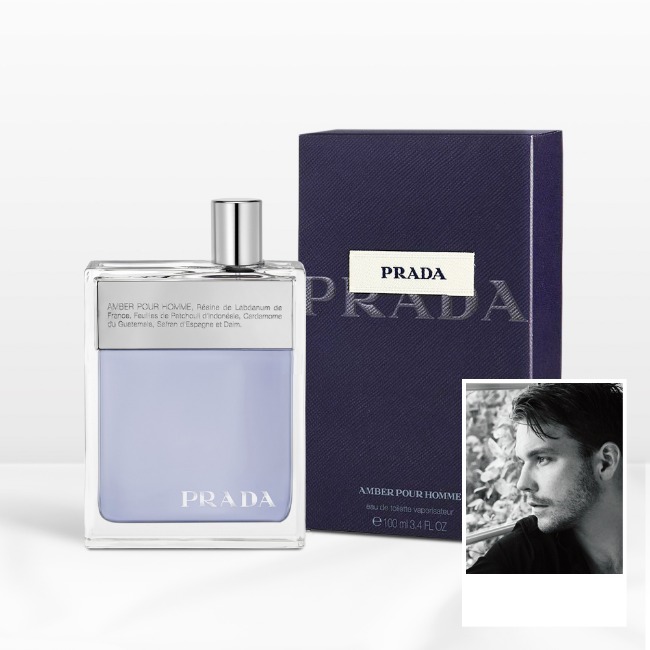 AMBER POUR HOMME, Résine de Labdanum de
France, Feuilles de Patchouli d'Indonésie, Cardamome
du Guatemala, Safran d'Espagne et Daim.
PRADA
PRADA
PRADA
AMBER POUR HOMME
eau de toilette vaporisateur
℮ 100 ml 3.4 FL OZ